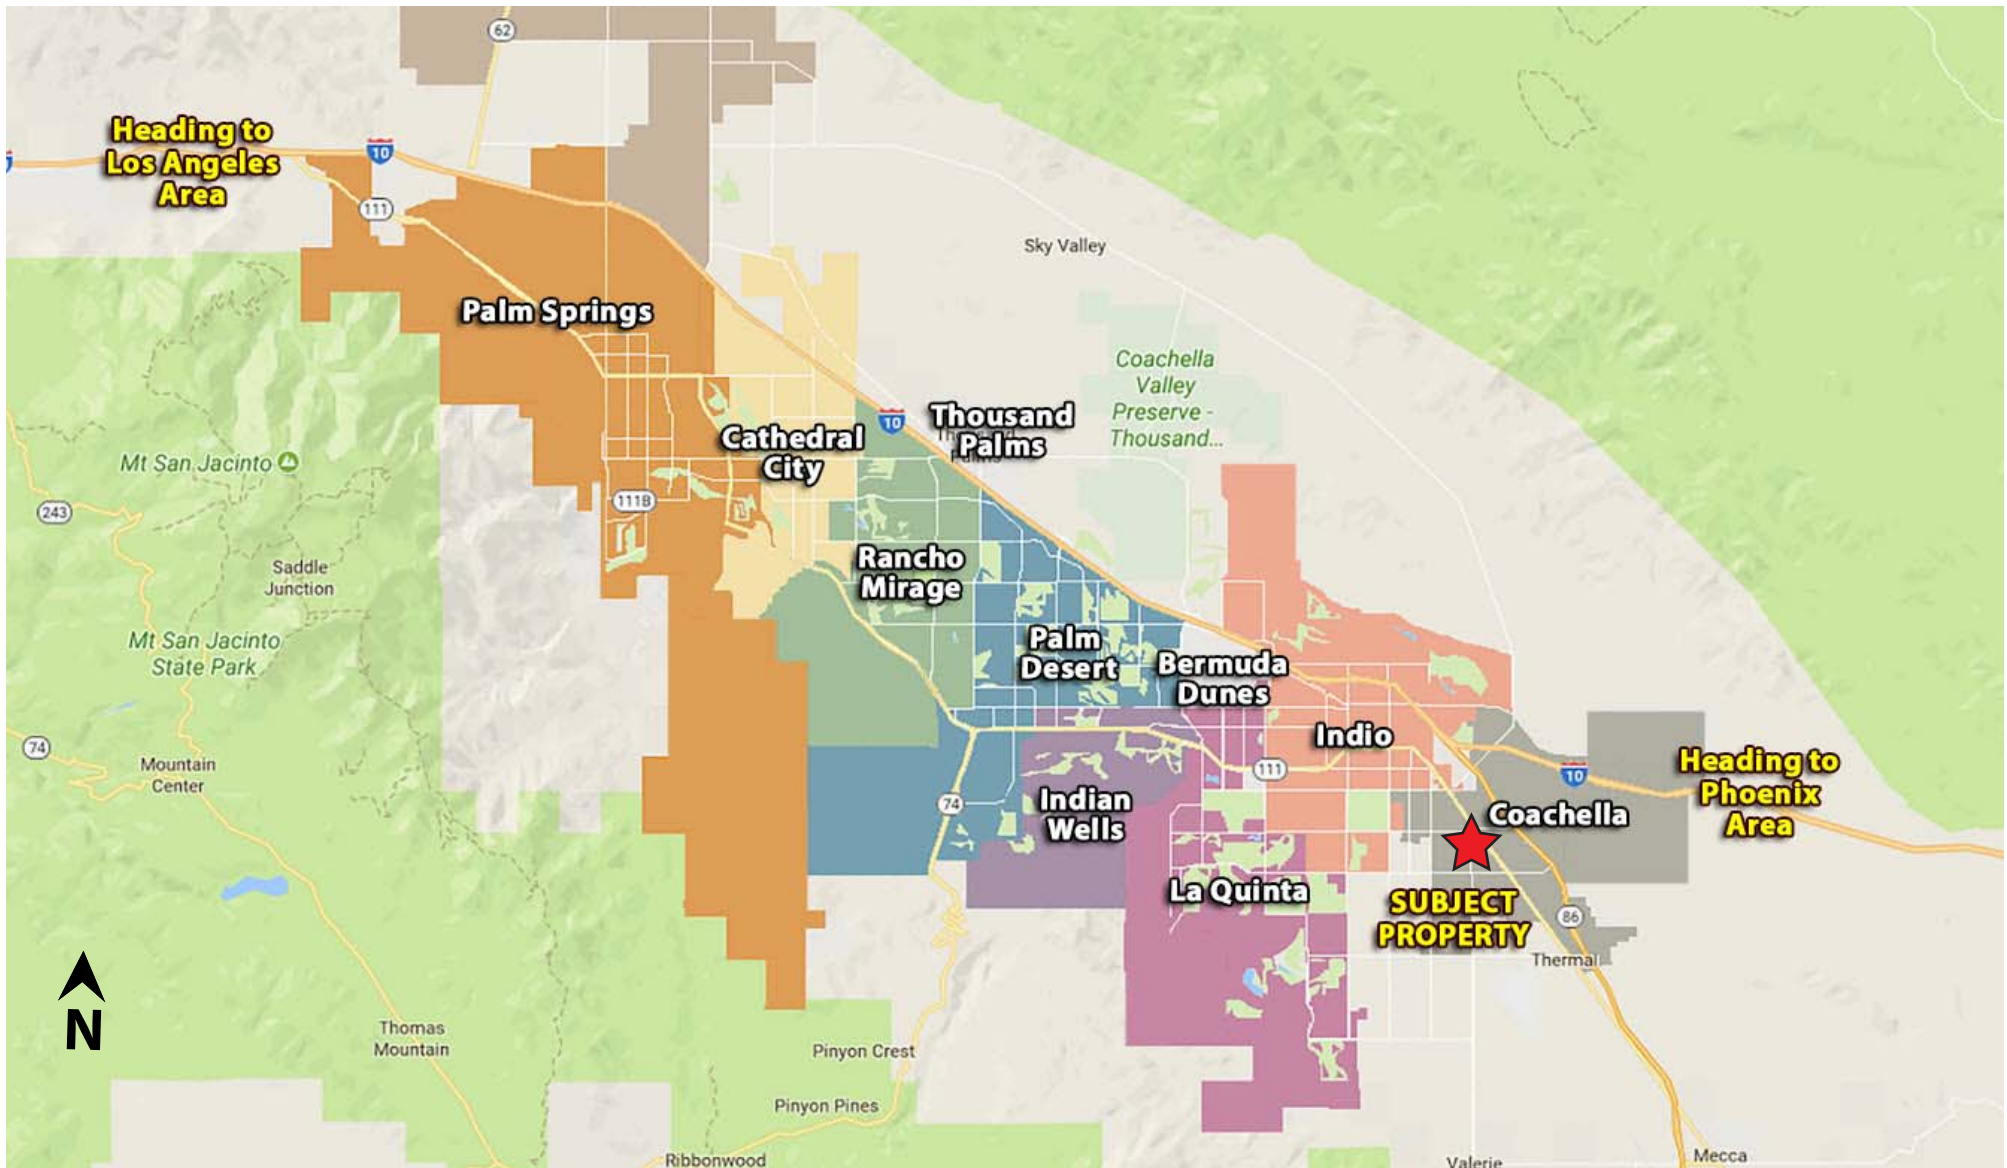 62
Heading to
Los Angeles
Area
10
111
Sky Valley
Palm Springs
Coachella
Valley
Preserve -
Thousand...
10
Thousand
Palms
Cathedral
City
Mt San Jacinto
111B
243
Rancho
Mirage
Saddle
Junction
Mt San Jacinto
State Park
Palm
Desert
Bermuda
Dunes
Indio
74
Mountain
Center
111
10
Heading to
Phoenix
Area
74
Indian
Wells
Coachella
La Quinta
SUBJECT
PROPERTY
86
Thermal
N
Thomas
Mountain
Pinyon Crest
Pinyon Pines
Ribbonwood
Valerie
Mecca